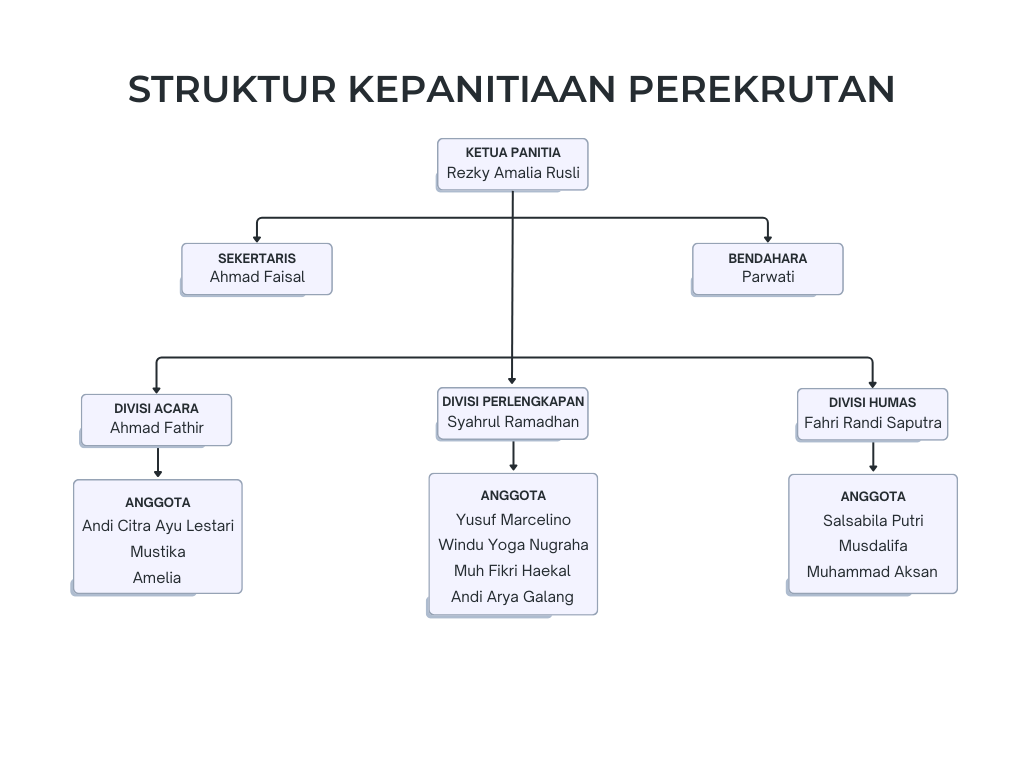 STRUKTUR KEPANITIAAN PEREKRUTAN
KETUA PANITIA
Rezky Amalia Rusli
SEKERTARIS
Ahmad Faisal
BENDAHARA
Parwati
DIVISI ACARA
Ahmad Fathir
DIVISI PERLENGKAPAN
Syahrul Ramadhan
DIVISI HUMAS
Fahri Randi Saputra
ANGGOTA
Andi Citra Ayu Lestari
Mustika
Amelia
ANGGOTA
Yusuf Marcelino
Windu Yoga Nugraha
Muh Fikri Haekal
Andi Arya Galang
ANGGOTA
Salsabila Putri
Musdalifa
Muhammad Aksan